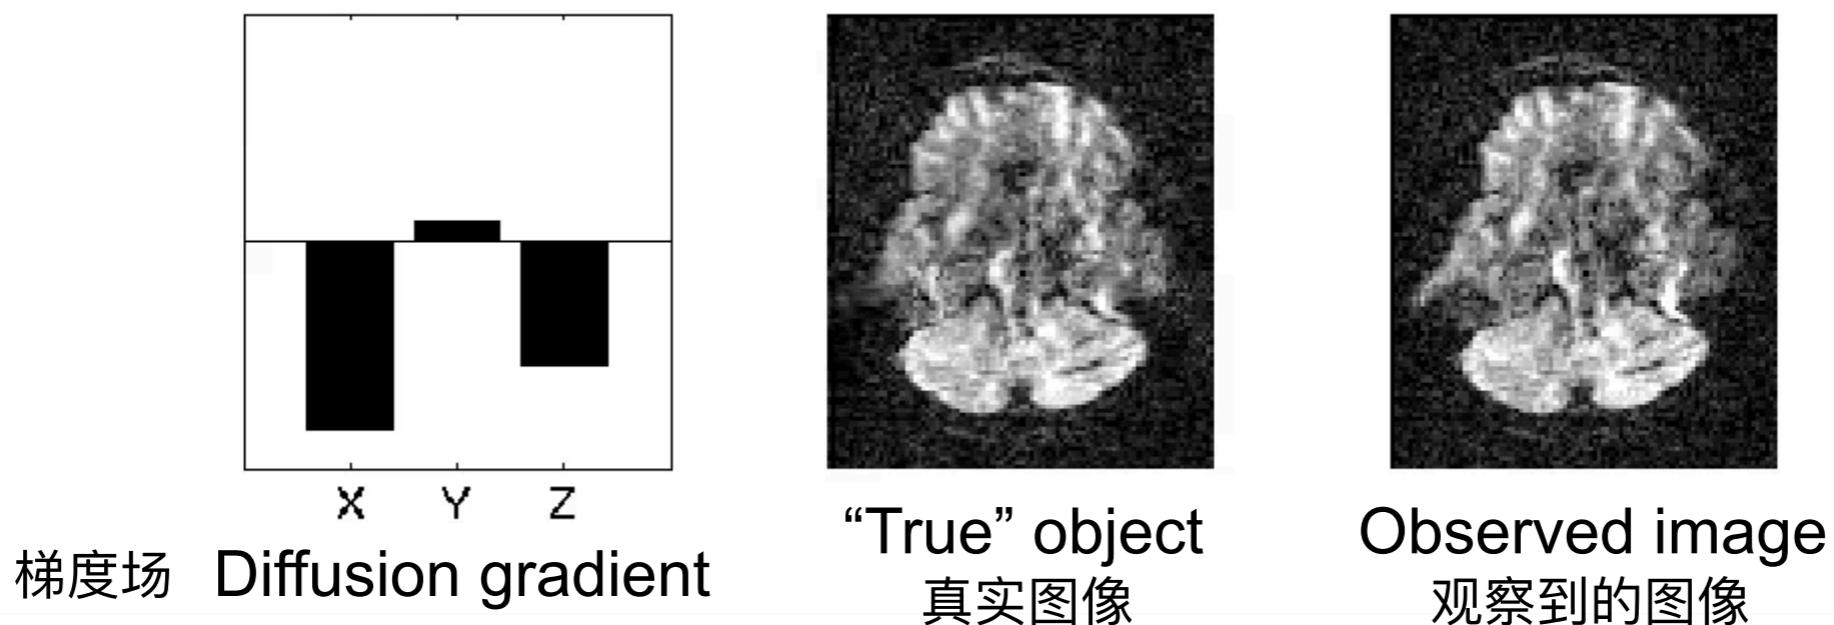 X Y Z
梯度场 Diffusion gradient
“True” object
真实图像
Observed image
观察到的图像